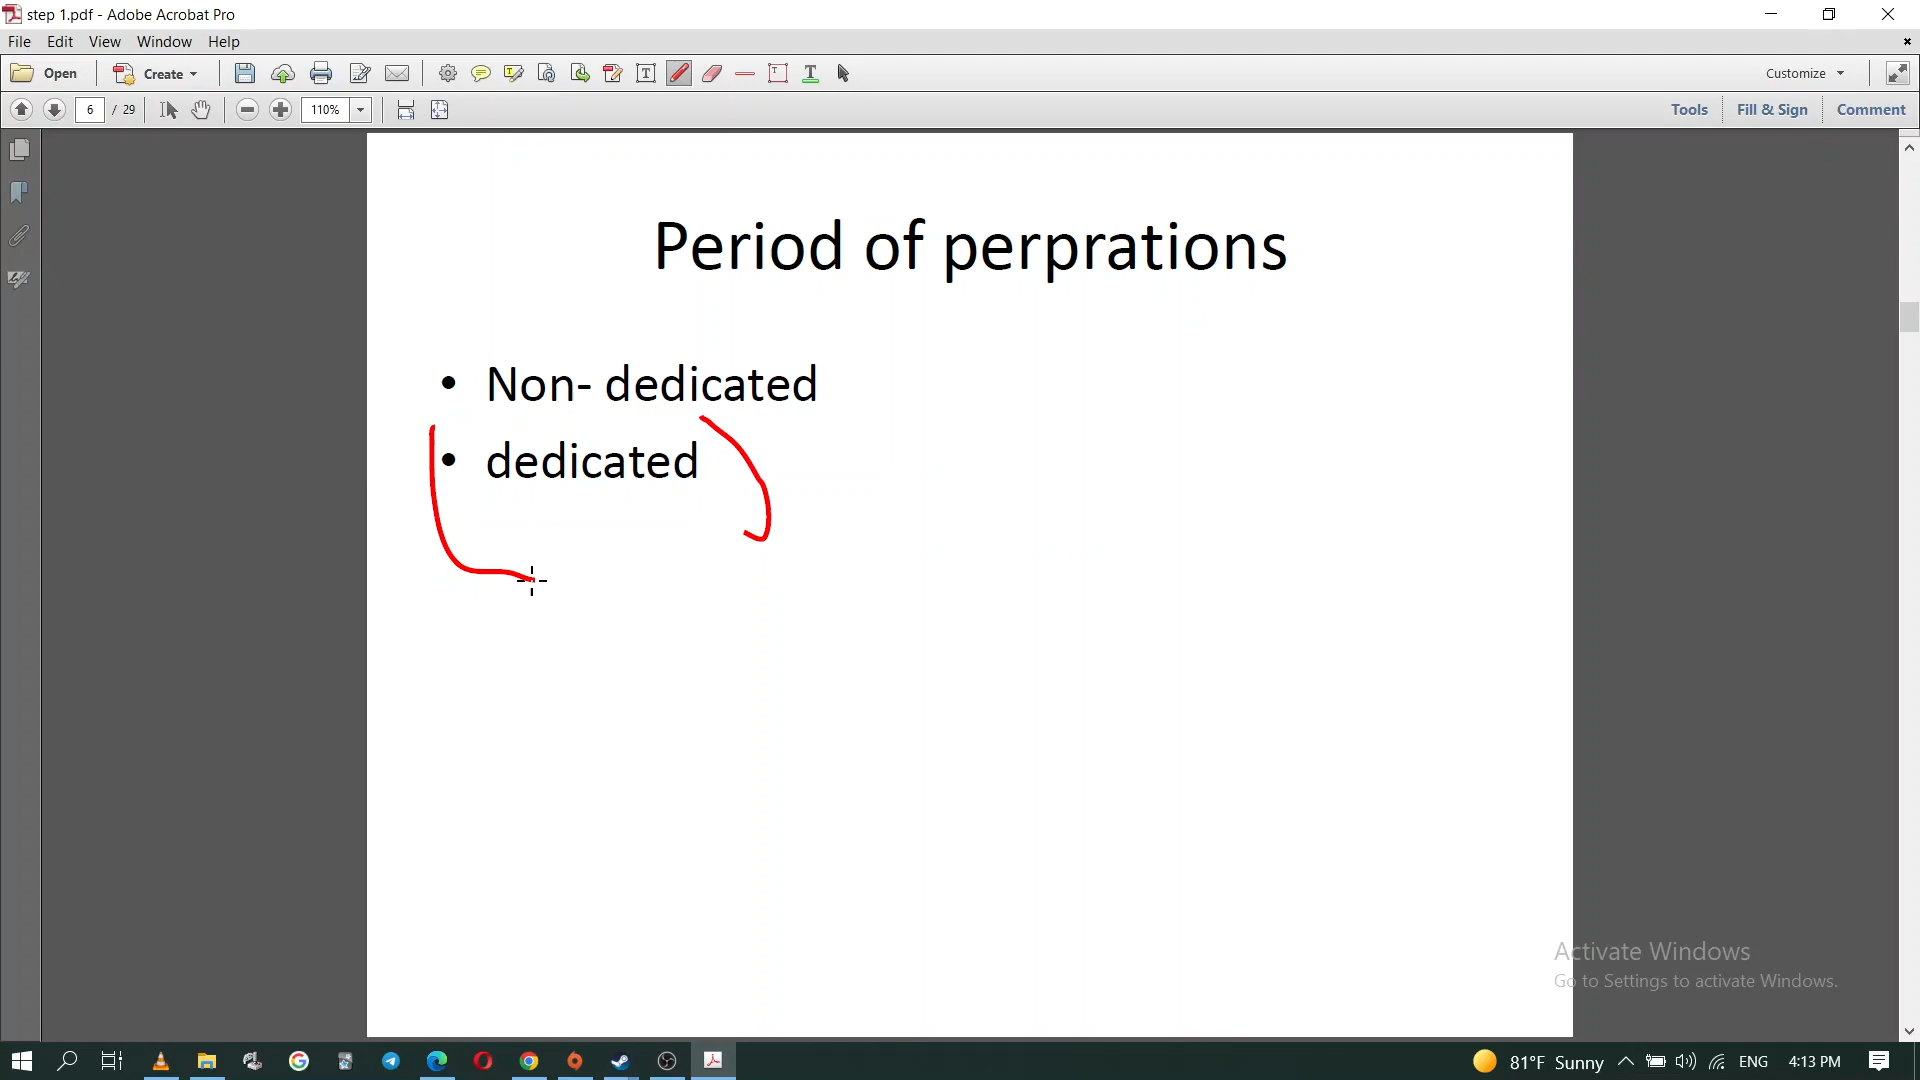 step 1.pdf - Adobe Acrobat Pro
File Edit View Window Help
Open Create Customize
6 / 29 110% Tools Fill & Sign Comment
Period of perprations
• Non- dedicated
• dedicated
Activate Windows
Go to Settings to activate Windows.
81°F Sunny ENG 4:13 PM